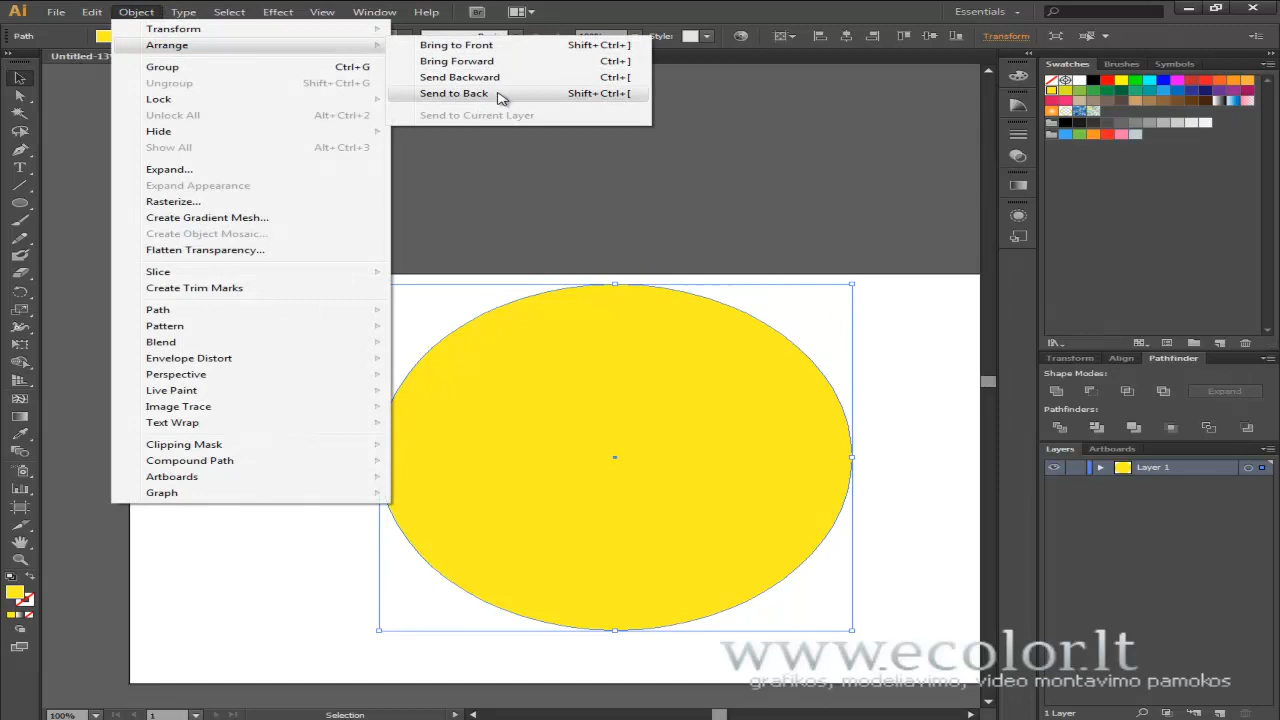 Ai File Edit Object Type Select Effect View Window Help Br Essentials
Path Style: Transform
Transform
Arrange
Group Ctrl+G
Ungroup Shift+Ctrl+G
Lock
Unlock All Alt+Ctrl+2
Hide
Show All Alt+Ctrl+3
Expand...
Expand Appearance
Rasterize...
Create Gradient Mesh...
Create Object Mosaic...
Flatten Transparency...
Slice
Create Trim Marks
Path
Pattern
Blend
Envelope Distort
Perspective
Live Paint
Image Trace
Text Wrap
Clipping Mask
Compound Path
Artboards
Graph
Bring to Front Shift+Ctrl+]
Bring Forward Ctrl+]
Send Backward Ctrl+[
Send to Back Shift+Ctrl+[
Send to Current Layer
Swatches Brushes Symbols
Transform Align Pathfinder
Shape Modes:
Expand
Pathfinders:
Layers Artboards
Layer 1
www.ecolor.lt
grafikos, modeliavimo, video montavimo pamokos
100% 1 Selection
1 Layer